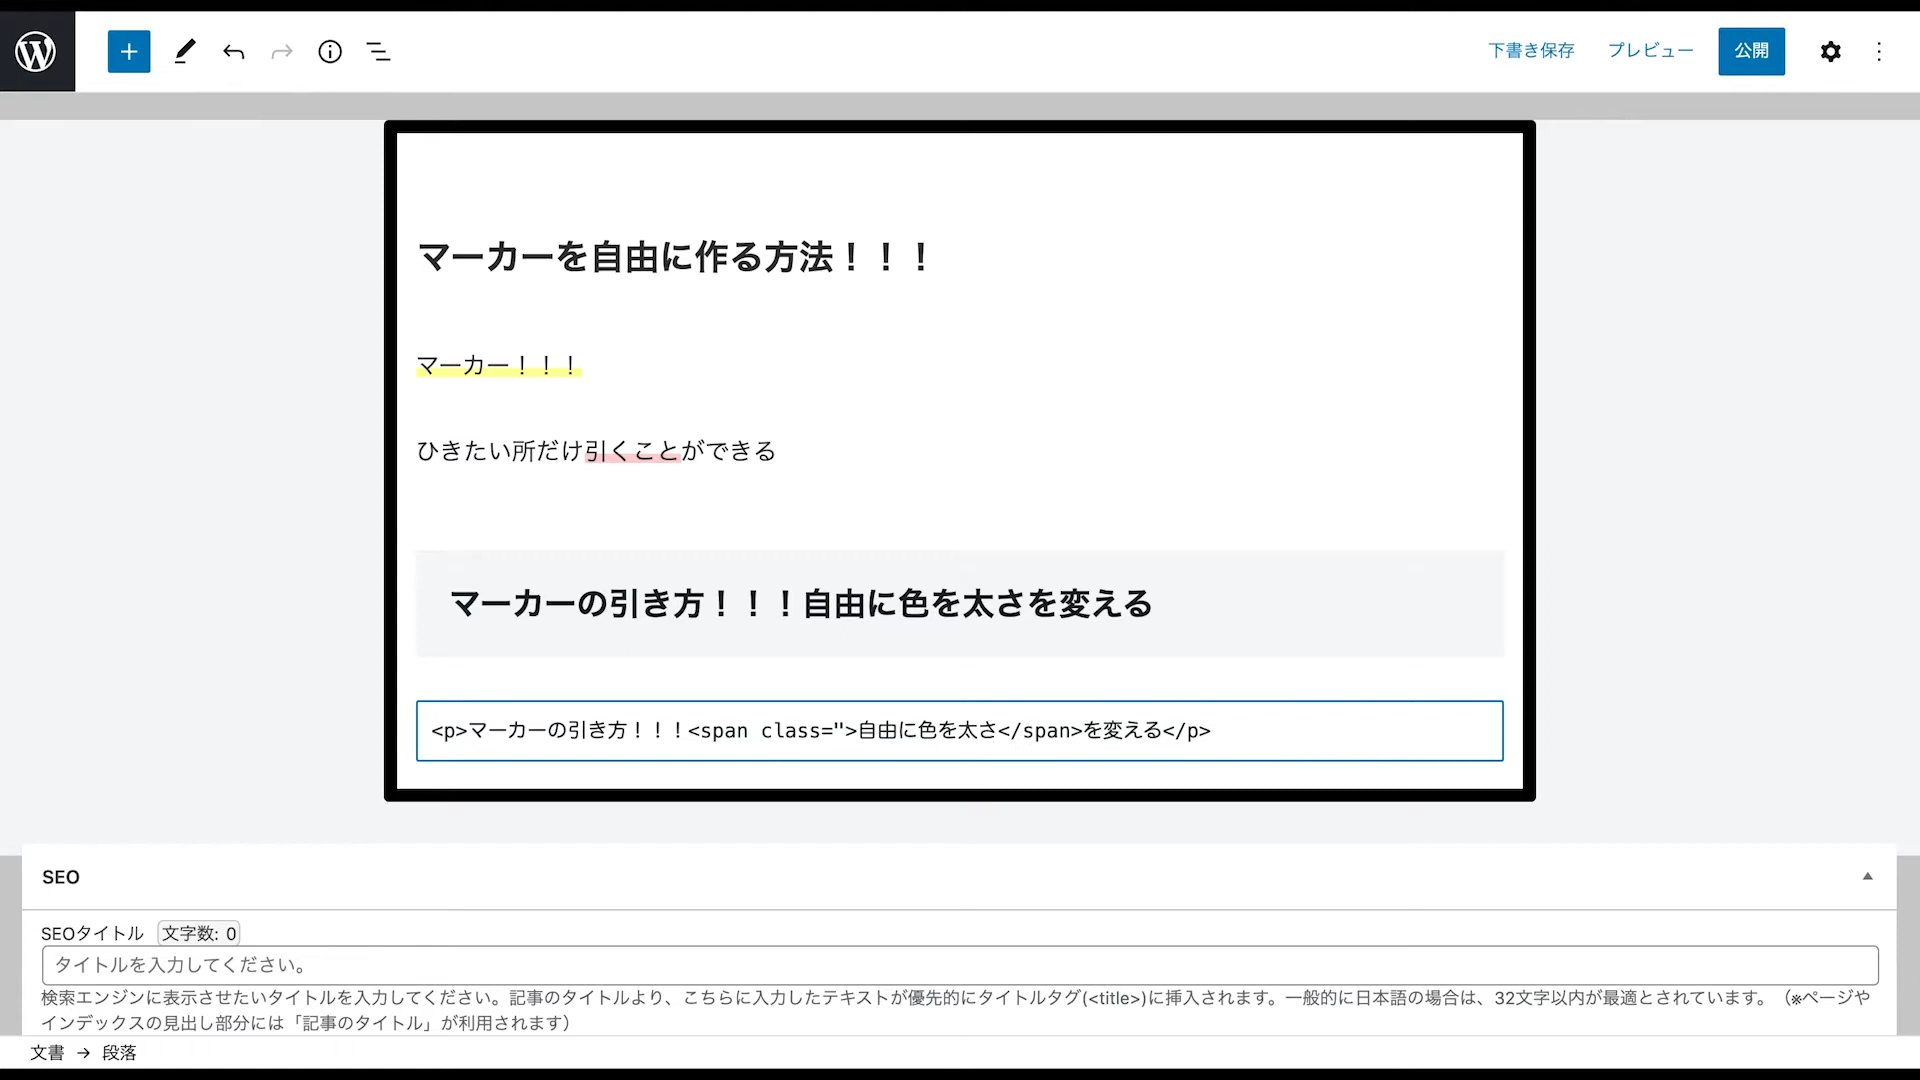 下書き保存 プレビュー 公開
マーカーを自由に作る方法！！！
マーカー！！！
ひきたい所だけ引くことができる
マーカーの引き方！！！自由に色を太さを変える
<p>マーカーの引き方！！！<span class=">自由に色を太さ</span>を変える</p>
SEO
SEOタイトル 文字数: 0
タイトルを入力してください。
検索エンジンに表示させたいタイトルを入力してください。記事のタイトルより、こちらに入力したテキストが優先的にタイトルタグ(<title>)に挿入されます。一般的に日本語の場合は、32文字以内が最適とされています。（※ページや
インデックスの見出し部分には「記事のタイトル」が利用されます）
文書 → 段落